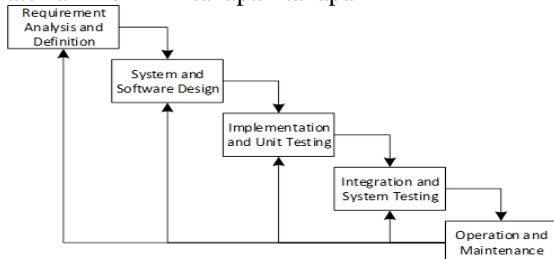 Requirement
Analysis and
Definition
System and
Software Design
Implementation
and Unit Testing
Integration and
System Testing
Operation and
Maintenance